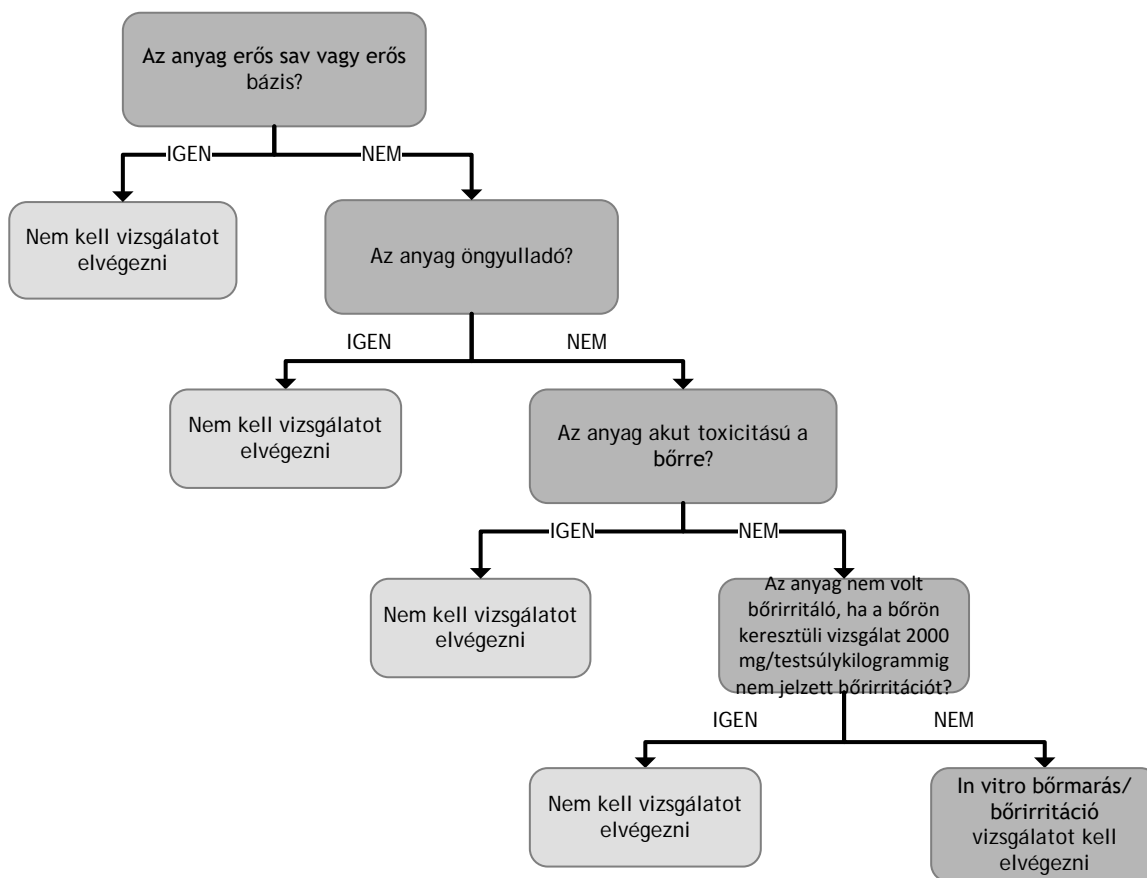 Az anyag erős sav vagy erős
bázis?
IGEN
NEM
Nem kell vizsgálatot
elvégezni
Az anyag öngyulladó?
IGEN
NEM
Nem kell vizsgálatot
elvégezni
Az anyag akut toxicitású a
bőrre?
IGEN
NEM
Nem kell vizsgálatot
elvégezni
Az anyag nem volt
bőrirritáló, ha a bőrön
keresztüli vizsgálat 2000
mg/testsúlykilogrammig
nem jelzett bőrirritációt?
IGEN
NEM
Nem kell vizsgálatot
elvégezni
In vitro bőrmarás/
bőrirritáció
vizsgálatot kell
elvégezni